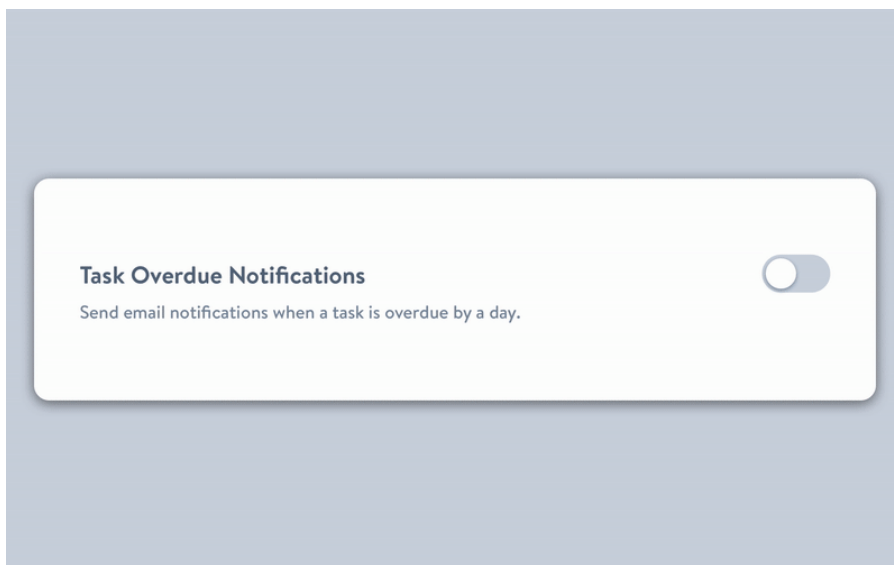 Task Overdue Notifications
Send email notifications when a task is overdue by a day.